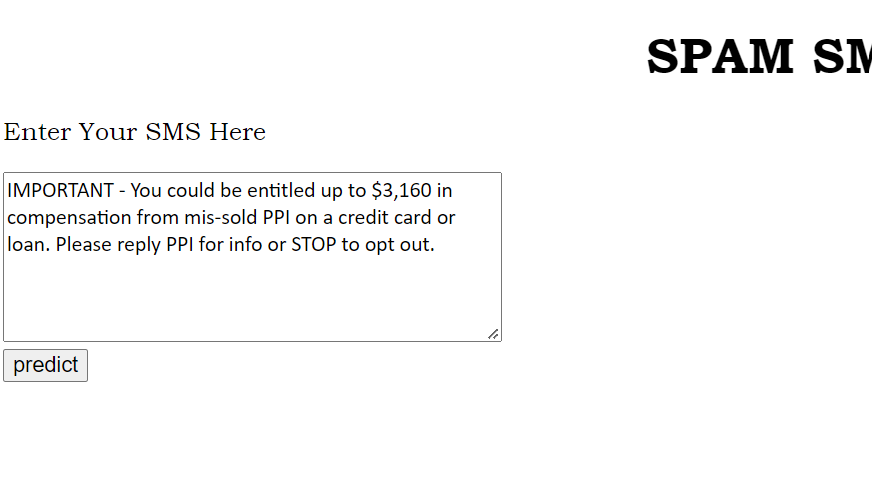 SPAM SM
Enter Your SMS Here
IMPORTANT - You could be entitled up to $3,160 in
compensation from mis-sold PPI on a credit card or
loan. Please reply PPI for info or STOP to opt out.
predict